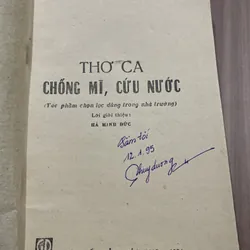 THƠ CA
CHỐNG MĨ, CỨU NƯỚC
(Tác phẩm chọn lọc dùng trong nhà trường)
Lời giới thiệu:
HÀ MINH ĐỨC
12.1.95